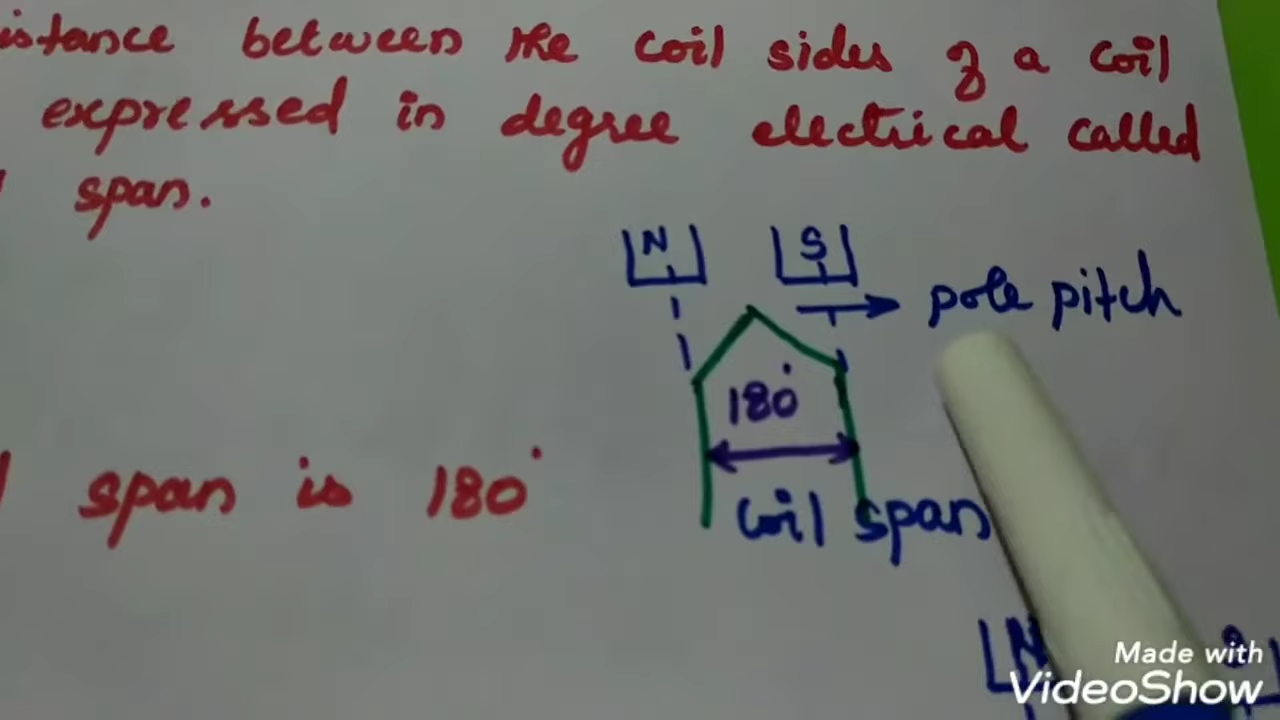 istance between the coil sides of a coil
expressed in degree electrical called
span.
N S
pole pitch
180°
span is 180°
coil span
N
Made with
VideoShow